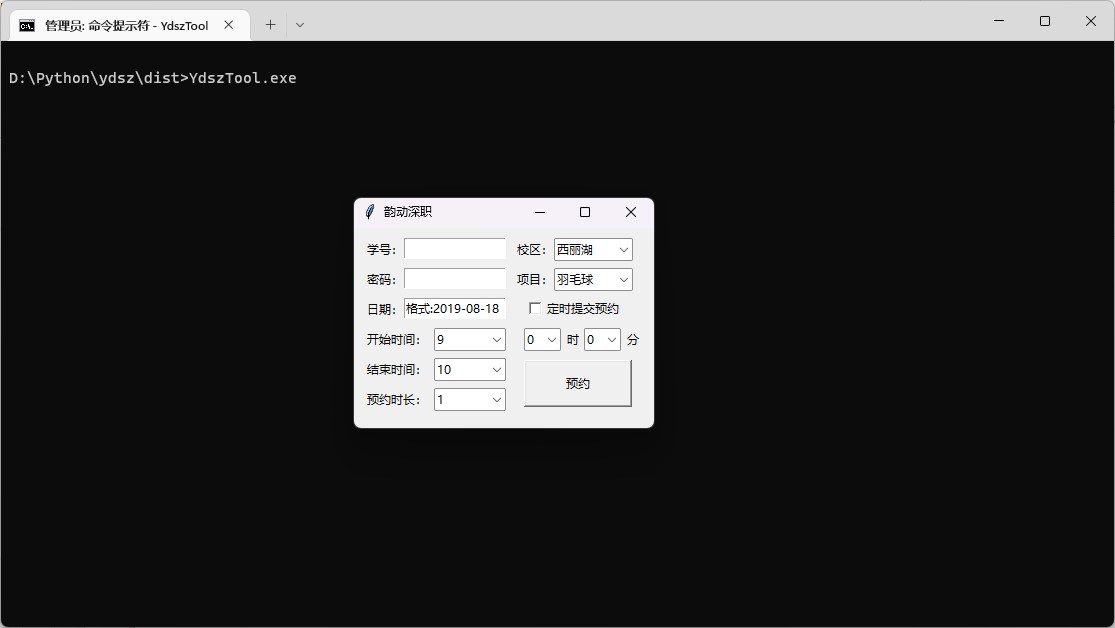 管理员: 命令提示符 - YdszTool
D:\Python\ydsz\dist>YdszTool.exe
韵动深职
学号: 校区: 西丽湖
密码: 项目: 羽毛球
日期: 格式:2019-08-18 定时提交预约
开始时间: 9 0 时 0 分
结束时间: 10
预约
预约时长: 1